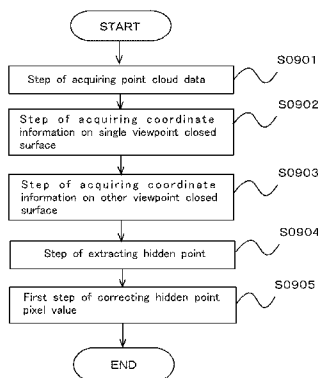 START
S0901
Step of acquiring point cloud data
S0902
Step of acquiring coordinate
information on single viewpoint closed
surface
S0903
Step of acquiring coordinate
information on other viewpoint closed
surface
S0904
Step of extracting hidden point
S0905
First step of correcting hidden point
pixel value
END